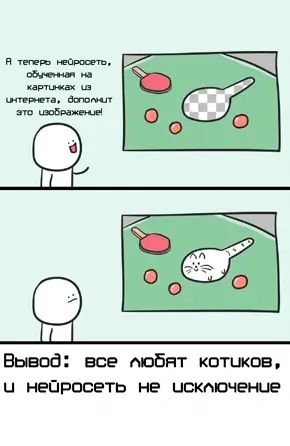 А теперь нейросеть,
обученная на
картинках из
интернета, дополнит
это изображение!
Вывод: все любят котиков,
и нейросеть не исключение